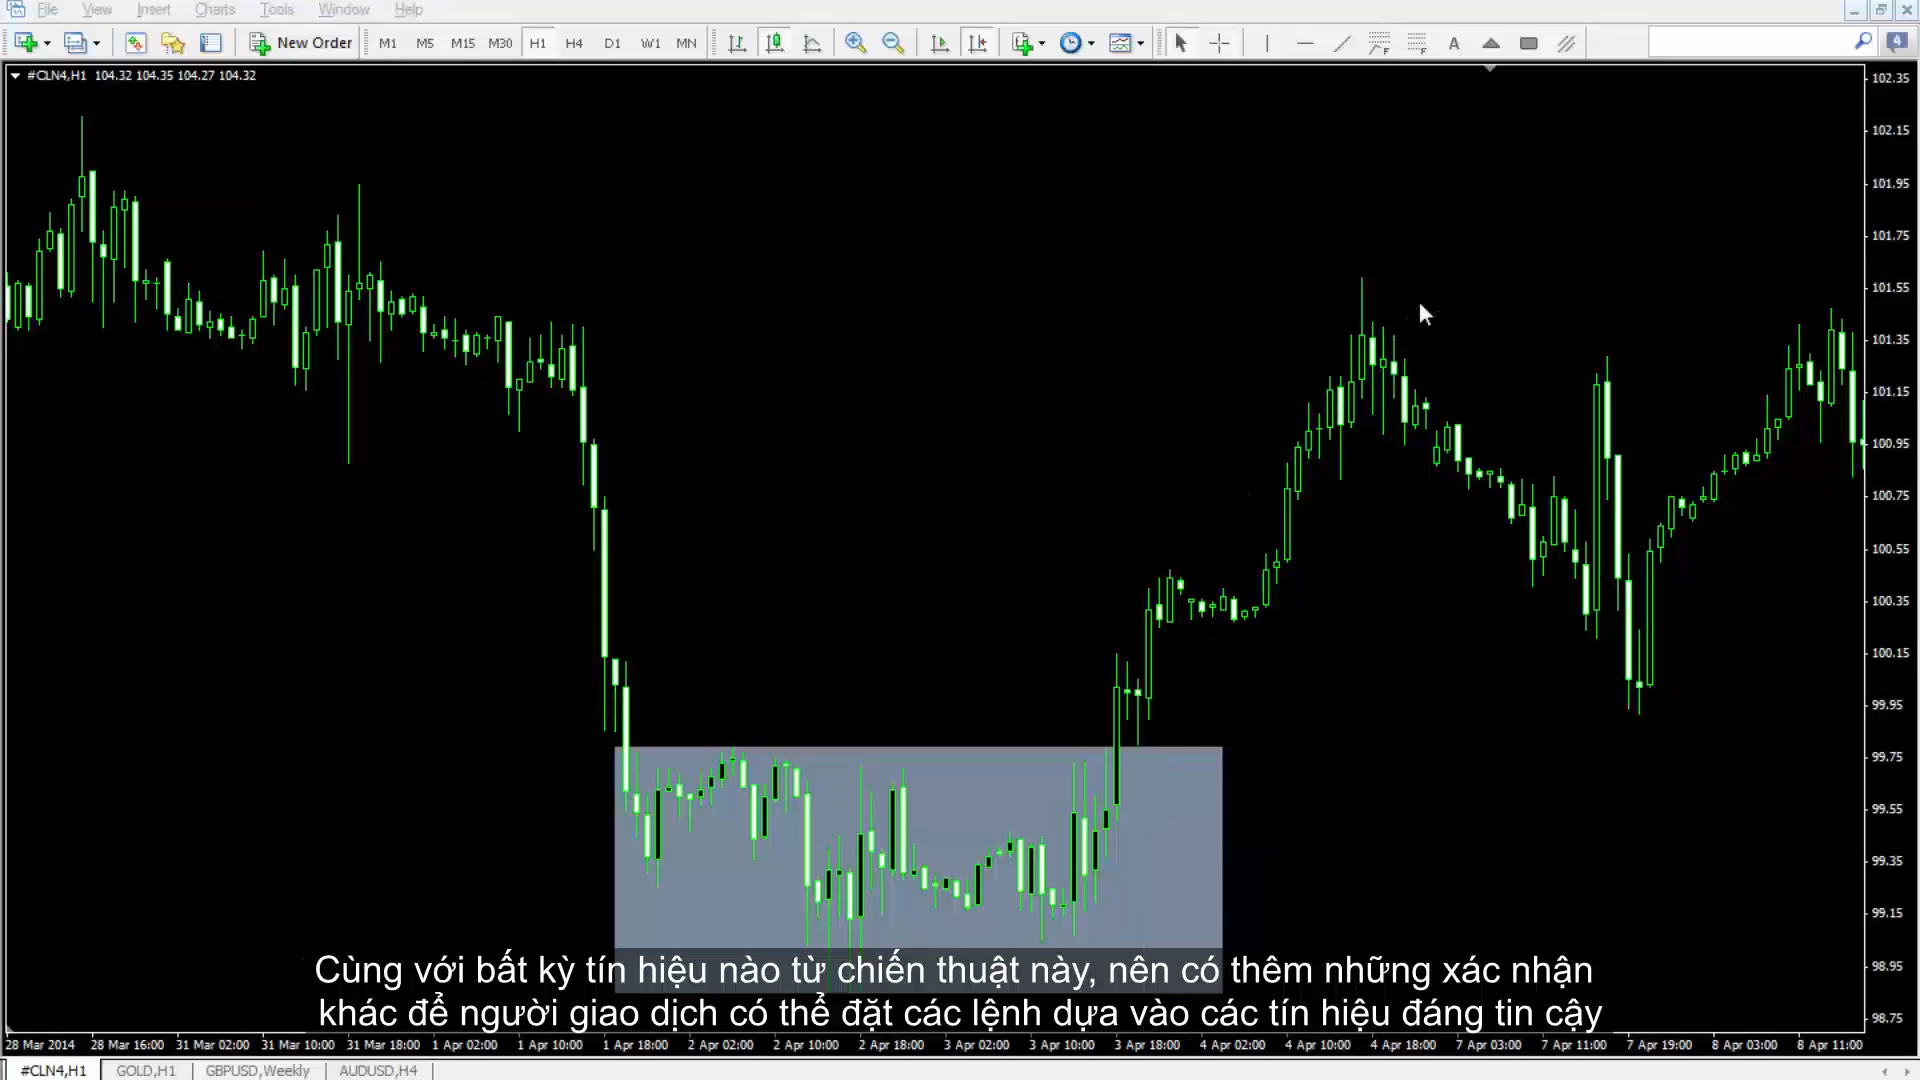 File View Insert Charts Tools Window Help
New Order M1 M5 M15 M30 H1 H4 D1 W1 MN A 4
#CLN4,H1 104.32 104.35 104.27 104.32
102.35
102.15
101.95
101.75
101.55
101.35
101.15
100.95
100.75
100.55
100.35
100.15
99.95
99.75
99.55
99.35
99.15
98.95
98.75
Cùng với bất kỳ tín hiệu nào từ chiến thuật này, nên có thêm những xác nhận
khác để người giao dịch có thể đặt các lệnh dựa vào các tín hiệu đáng tin cậy
28 Mar 2014 28 Mar 16:00 31 Mar 02:00 31 Mar 10:00 31 Mar 18:00 1 Apr 02:00 1 Apr 10:00 1 Apr 18:00 2 Apr 02:00 2 Apr 10:00 2 Apr 18:00 3 Apr 02:00 3 Apr 10:00 3 Apr 18:00 4 Apr 02:00 4 Apr 10:00 4 Apr 18:00 7 Apr 03:00 7 Apr 11:00 7 Apr 19:00 8 Apr 03:00 8 Apr 11:00
#CLN4,H1 GOLD,H1 GBPUSD,Weekly AUDUSD,H4